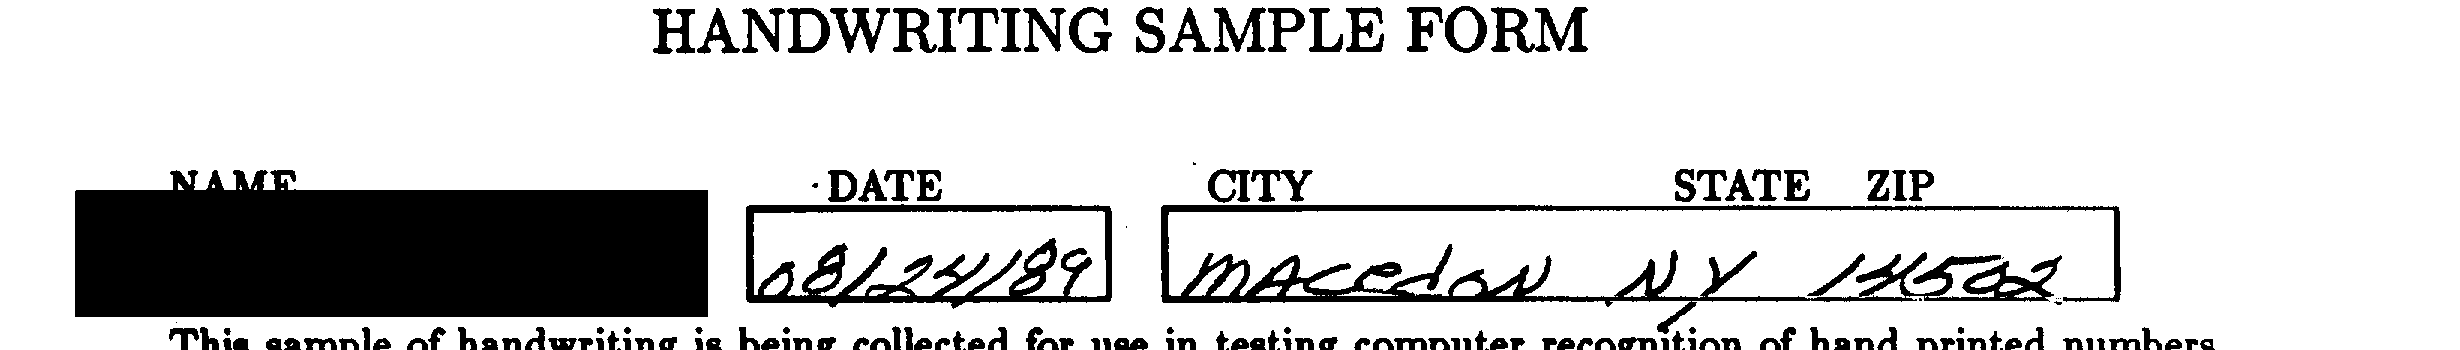 HANDWRITING SAMPLE FORM
NAME DATE CITY STATE ZIP
08/24/89 MAcedoN NY 14502
This sample of handwriting is being collected for use in testing computer recognition of hand printed numbers